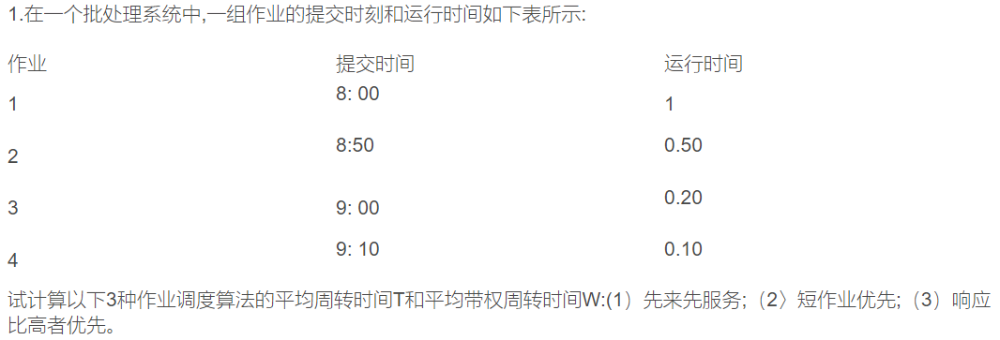 1.在一个批处理系统中,一组作业的提交时刻和运行时间如下表所示:
作业 提交时间 运行时间
1 8: 00 1
2 8:50 0.50
3 9: 00 0.20
4 9: 10 0.10
试计算以下3种作业调度算法的平均周转时间T和平均带权周转时间W:(1）先来先服务;（2〉短作业优先;（3）响应
比高者优先。